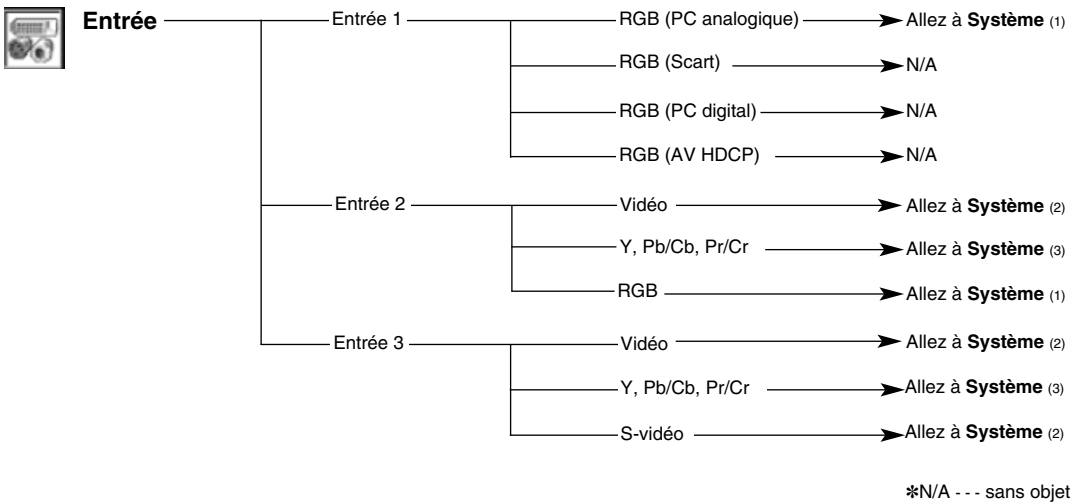 Entrée
Entrée 1
RGB (PC analogique)
Allez à Système (1)
RGB (Scart)
N/A
RGB (PC digital)
N/A
RGB (AV HDCP)
N/A
Entrée 2
Vidéo
Allez à Système (2)
Y, Pb/Cb, Pr/Cr
Allez à Système (3)
RGB
Allez à Système (1)
Entrée 3
Vidéo
Allez à Système (2)
Y, Pb/Cb, Pr/Cr
Allez à Système (3)
S-vidéo
Allez à Système (2)
✽N/A - - - sans objet